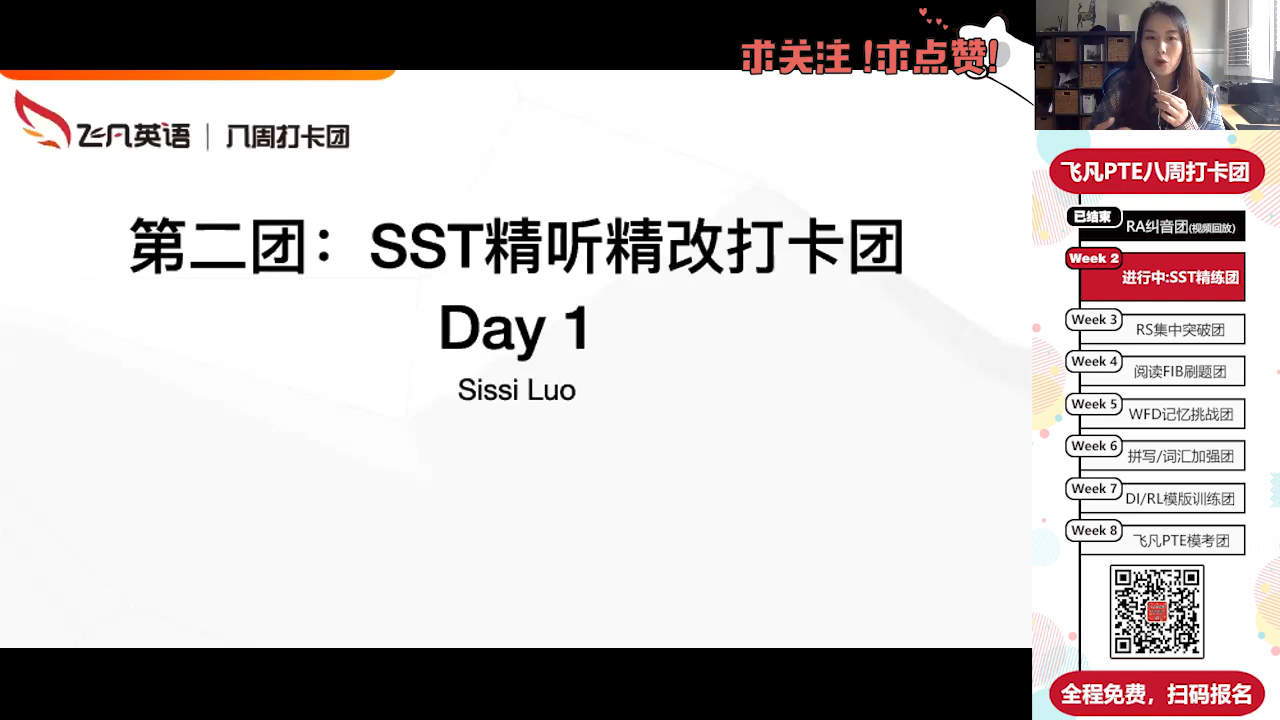 求关注!求点赞!
飞凡英语 | 八周打卡团
第二团：SST精听精改打卡团
Day 1
Sissi Luo
飞凡PTE八周打卡团
已结束
RA纠音团(视频回放)
Week 2
进行中:SST精练团
Week 3
RS集中突破团
Week 4
阅读FIB刷题团
Week 5
WFD记忆挑战团
Week 6
拼写/词汇加强团
Week 7
DI/RL模版训练团
Week 8
飞凡PTE模考团
全程免费，扫码报名